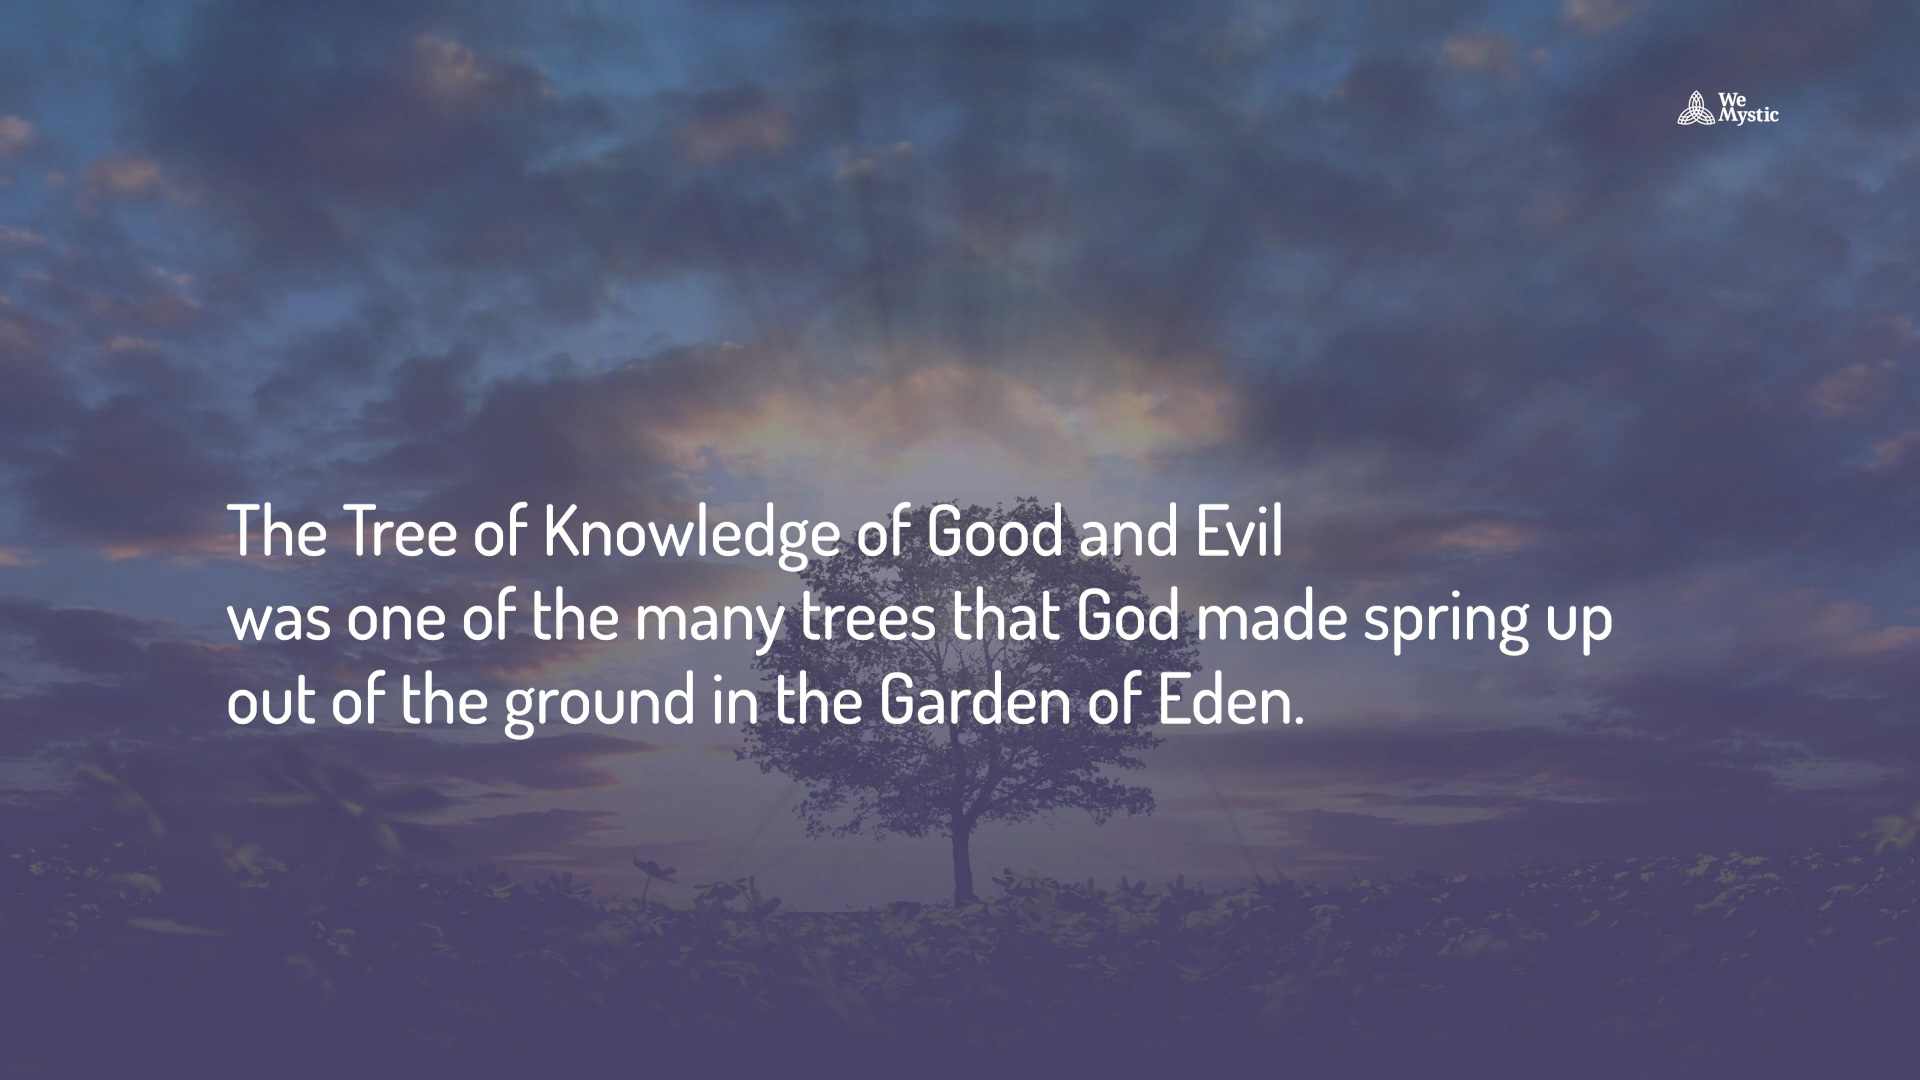 We
Mystic
The Tree of Knowledge of Good and Evil
was one of the many trees that God made spring up
out of the ground in the Garden of Eden.